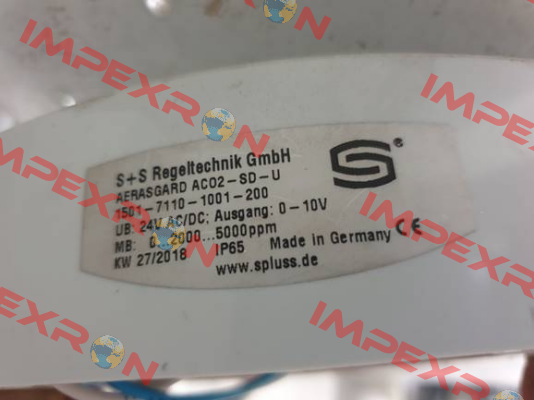 S+S Regeltechnik GmbH
AERASGARD ACO2-SD-U
1501-7110-1001-200
UB: 24V AC/DC; Ausgang: 0-10V
MB: 0...2000...5000ppm
KW 27/2018 IP65 Made in Germany CE
www.spluss.de
S ®
IMPEXRON
IMPEXRON
IMPEXRON
IMPEXRON
IMPEXRON